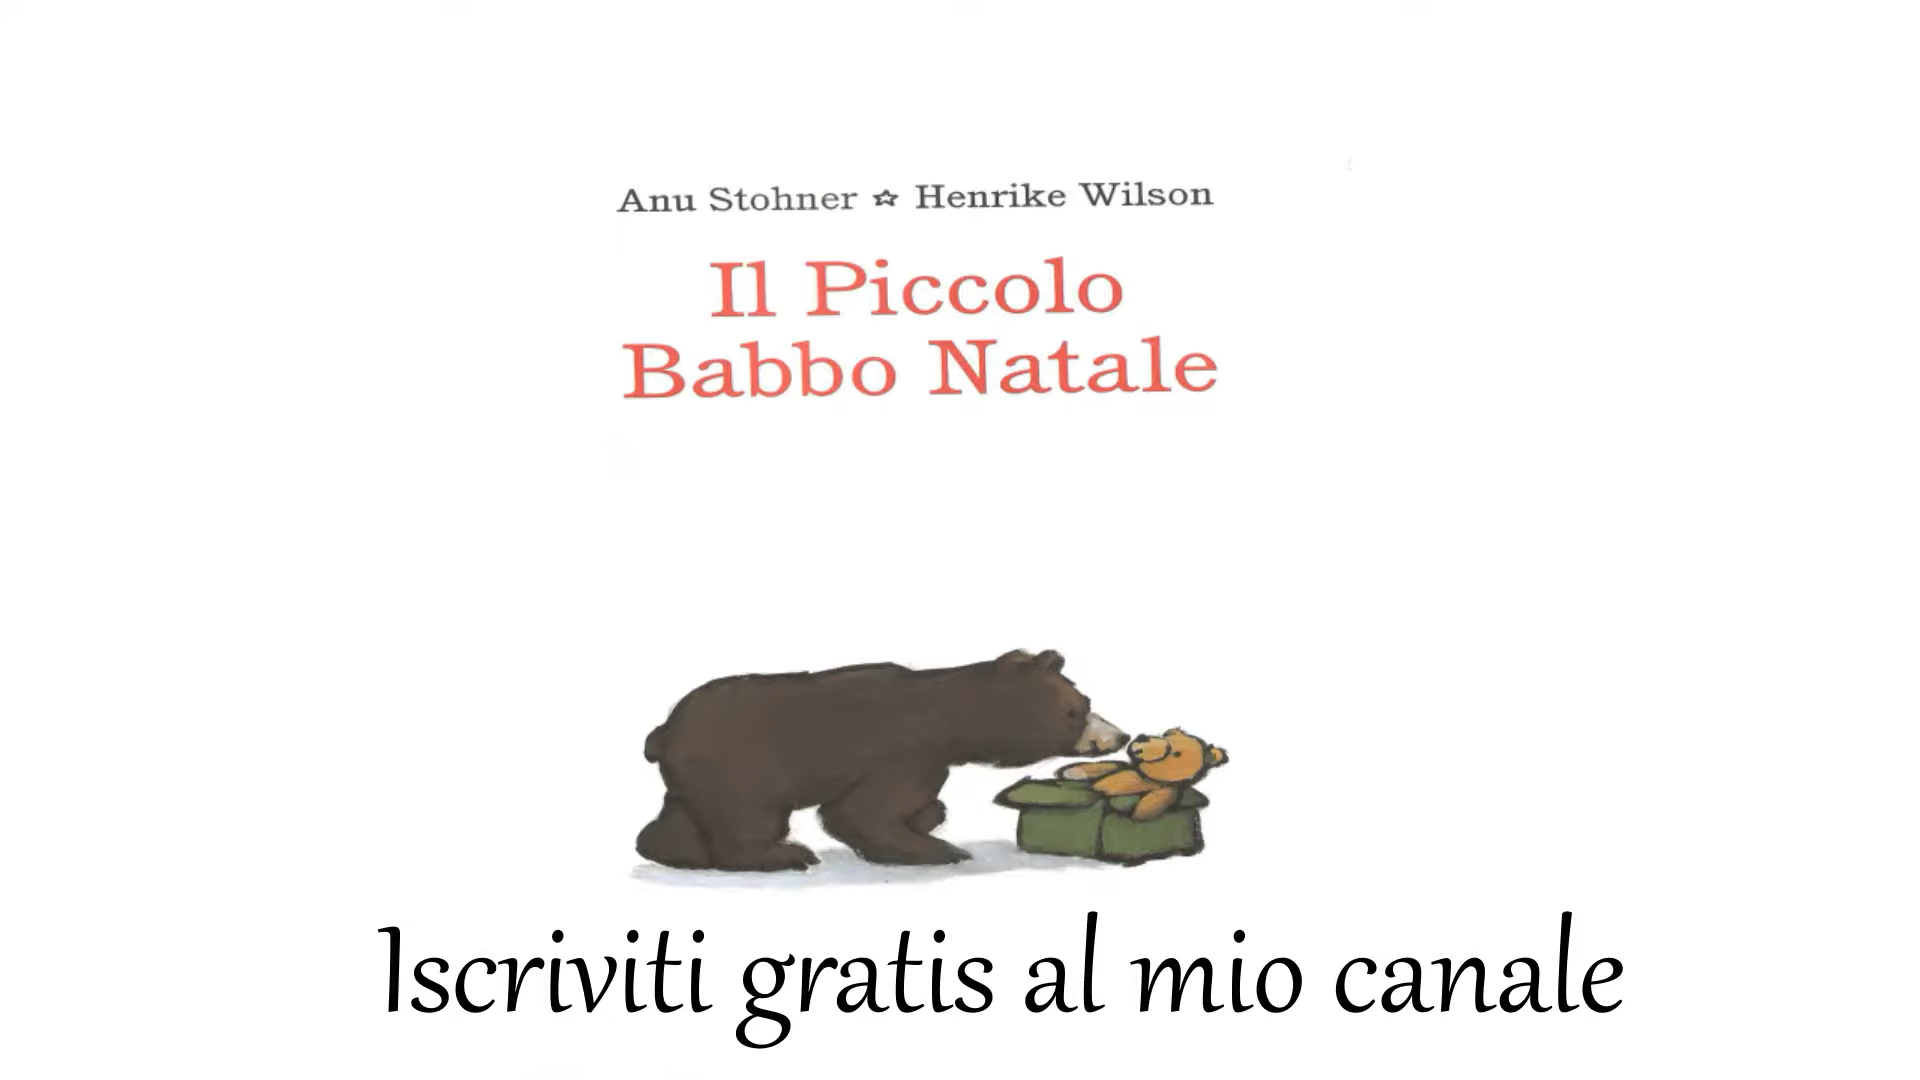 Anu Stohner ☆ Henrike Wilson
Il Piccolo
Babbo Natale
Iscriviti gratis al mio canale